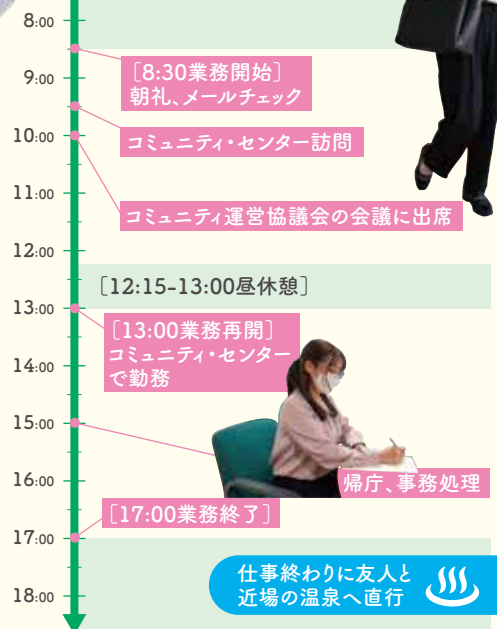 8:00
[8:30業務開始]
朝礼、メールチェック
9:00
コミュニティ・センター訪問
10:00
コミュニティ運営協議会の会議に出席
11:00
12:00
[12:15-13:00昼休憩]
13:00
[13:00業務再開]
コミュニティ・センター
で勤務
14:00
15:00
帰庁、事務処理
16:00
[17:00業務終了]
17:00
仕事終わりに友人と
近場の温泉へ直行
18:00